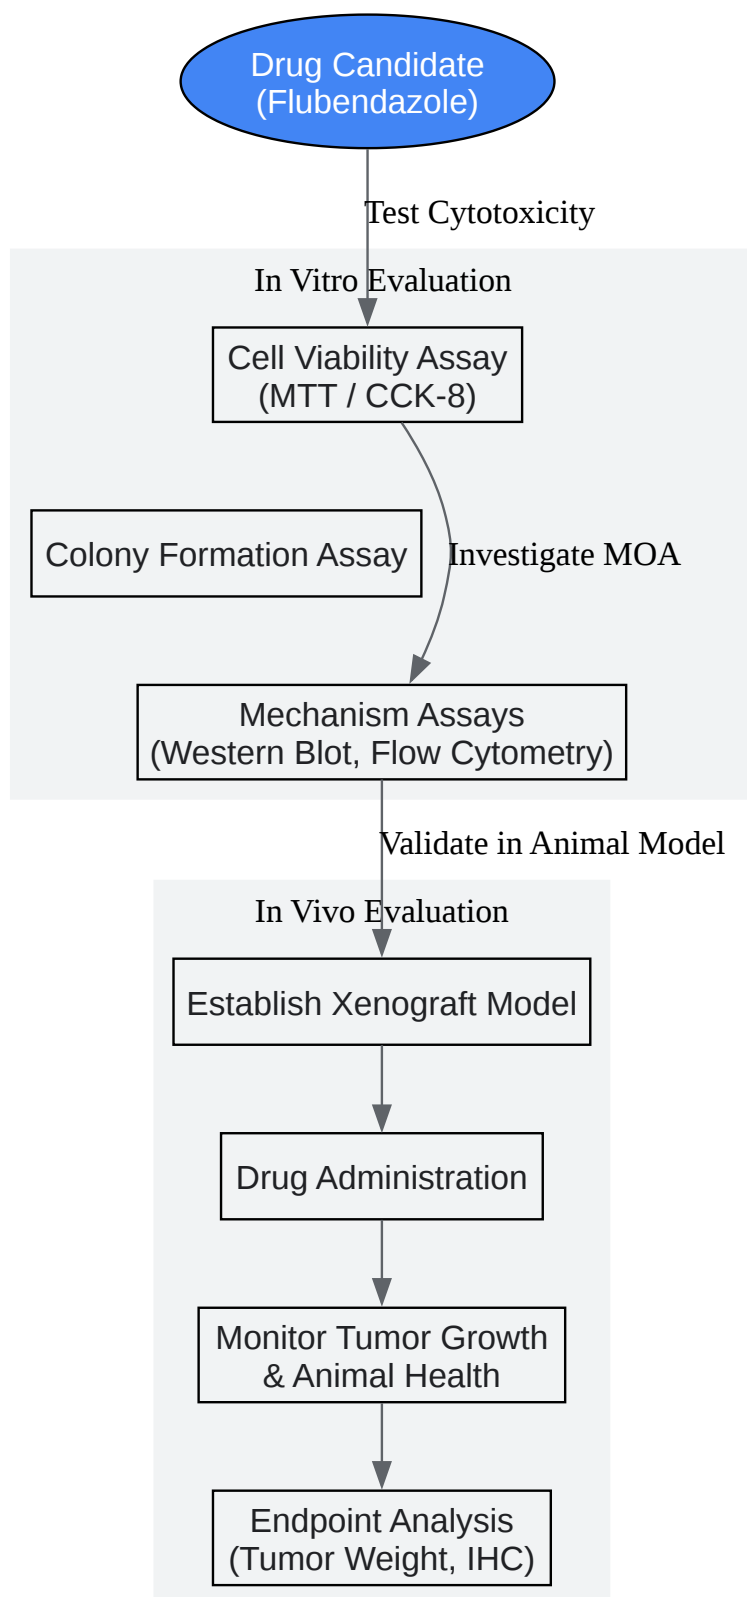 Drug Candidate
(Flubendazole)
Test Cytotoxicity
In Vitro Evaluation
Cell Viability Assay
(MTT / CCK-8)
Colony Formation Assay
Investigate MOA
Mechanism Assays
(Western Blot, Flow Cytometry)
Validate in Animal Model
In Vivo Evaluation
Establish Xenograft Model
Drug Administration
Monitor Tumor Growth
& Animal Health
Endpoint Analysis
(Tumor Weight, IHC)